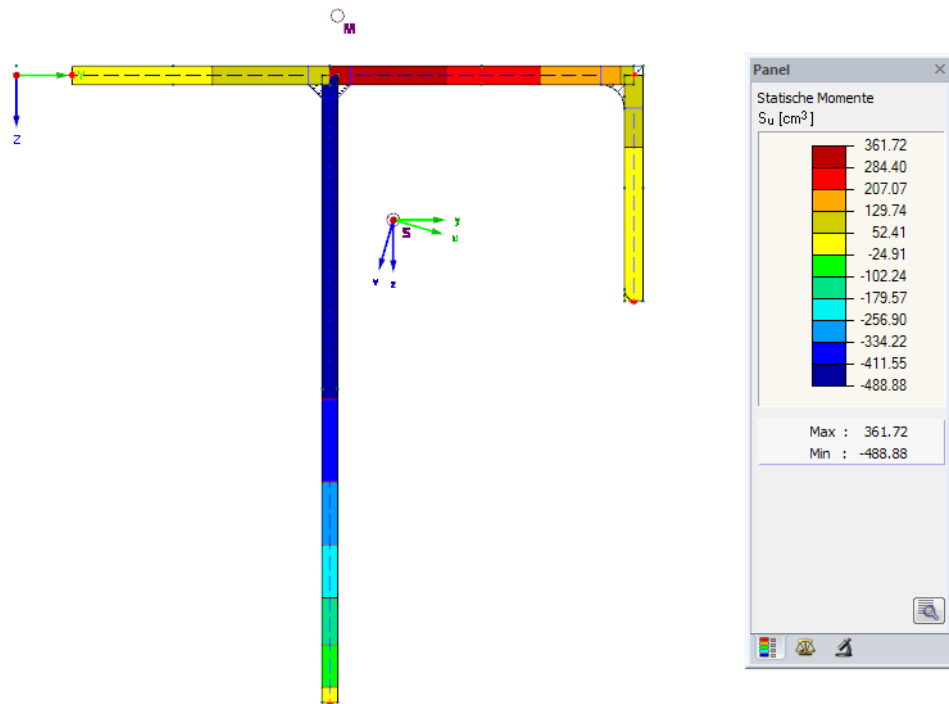 M
Y
Z
S
y
u
v
z
Panel
Statische Momente
Su [cm³]
361.72
284.40
207.07
129.74
52.41
-24.91
-102.24
-179.57
-256.90
-334.22
-411.55
-488.88
Max : 361.72
Min : -488.88